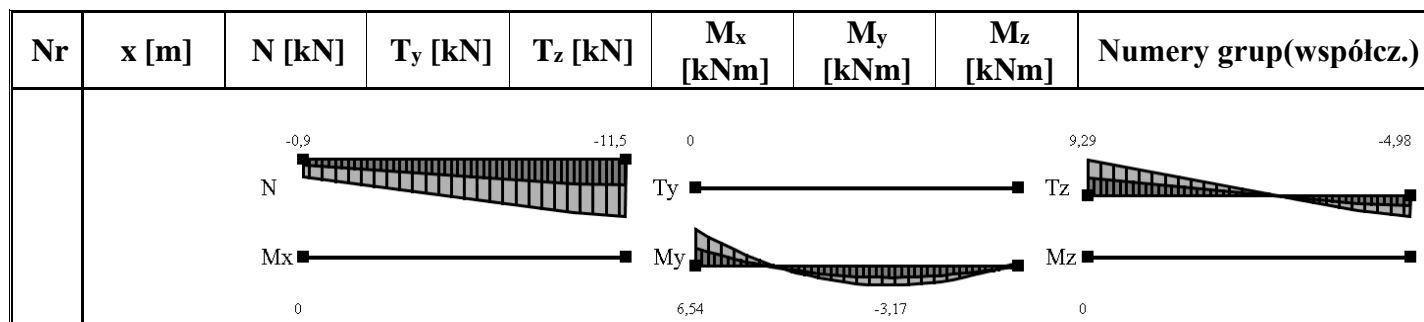 Nr x [m] N [kN] Ty [kN] Tz [kN] Mx [kNm] My [kNm] Mz [kNm] Numery grup(współcz.)
-0,9 -11,5 0 9,29 -4,98
N Ty Tz
Mx My Mz
0 6,54 -3,17 0